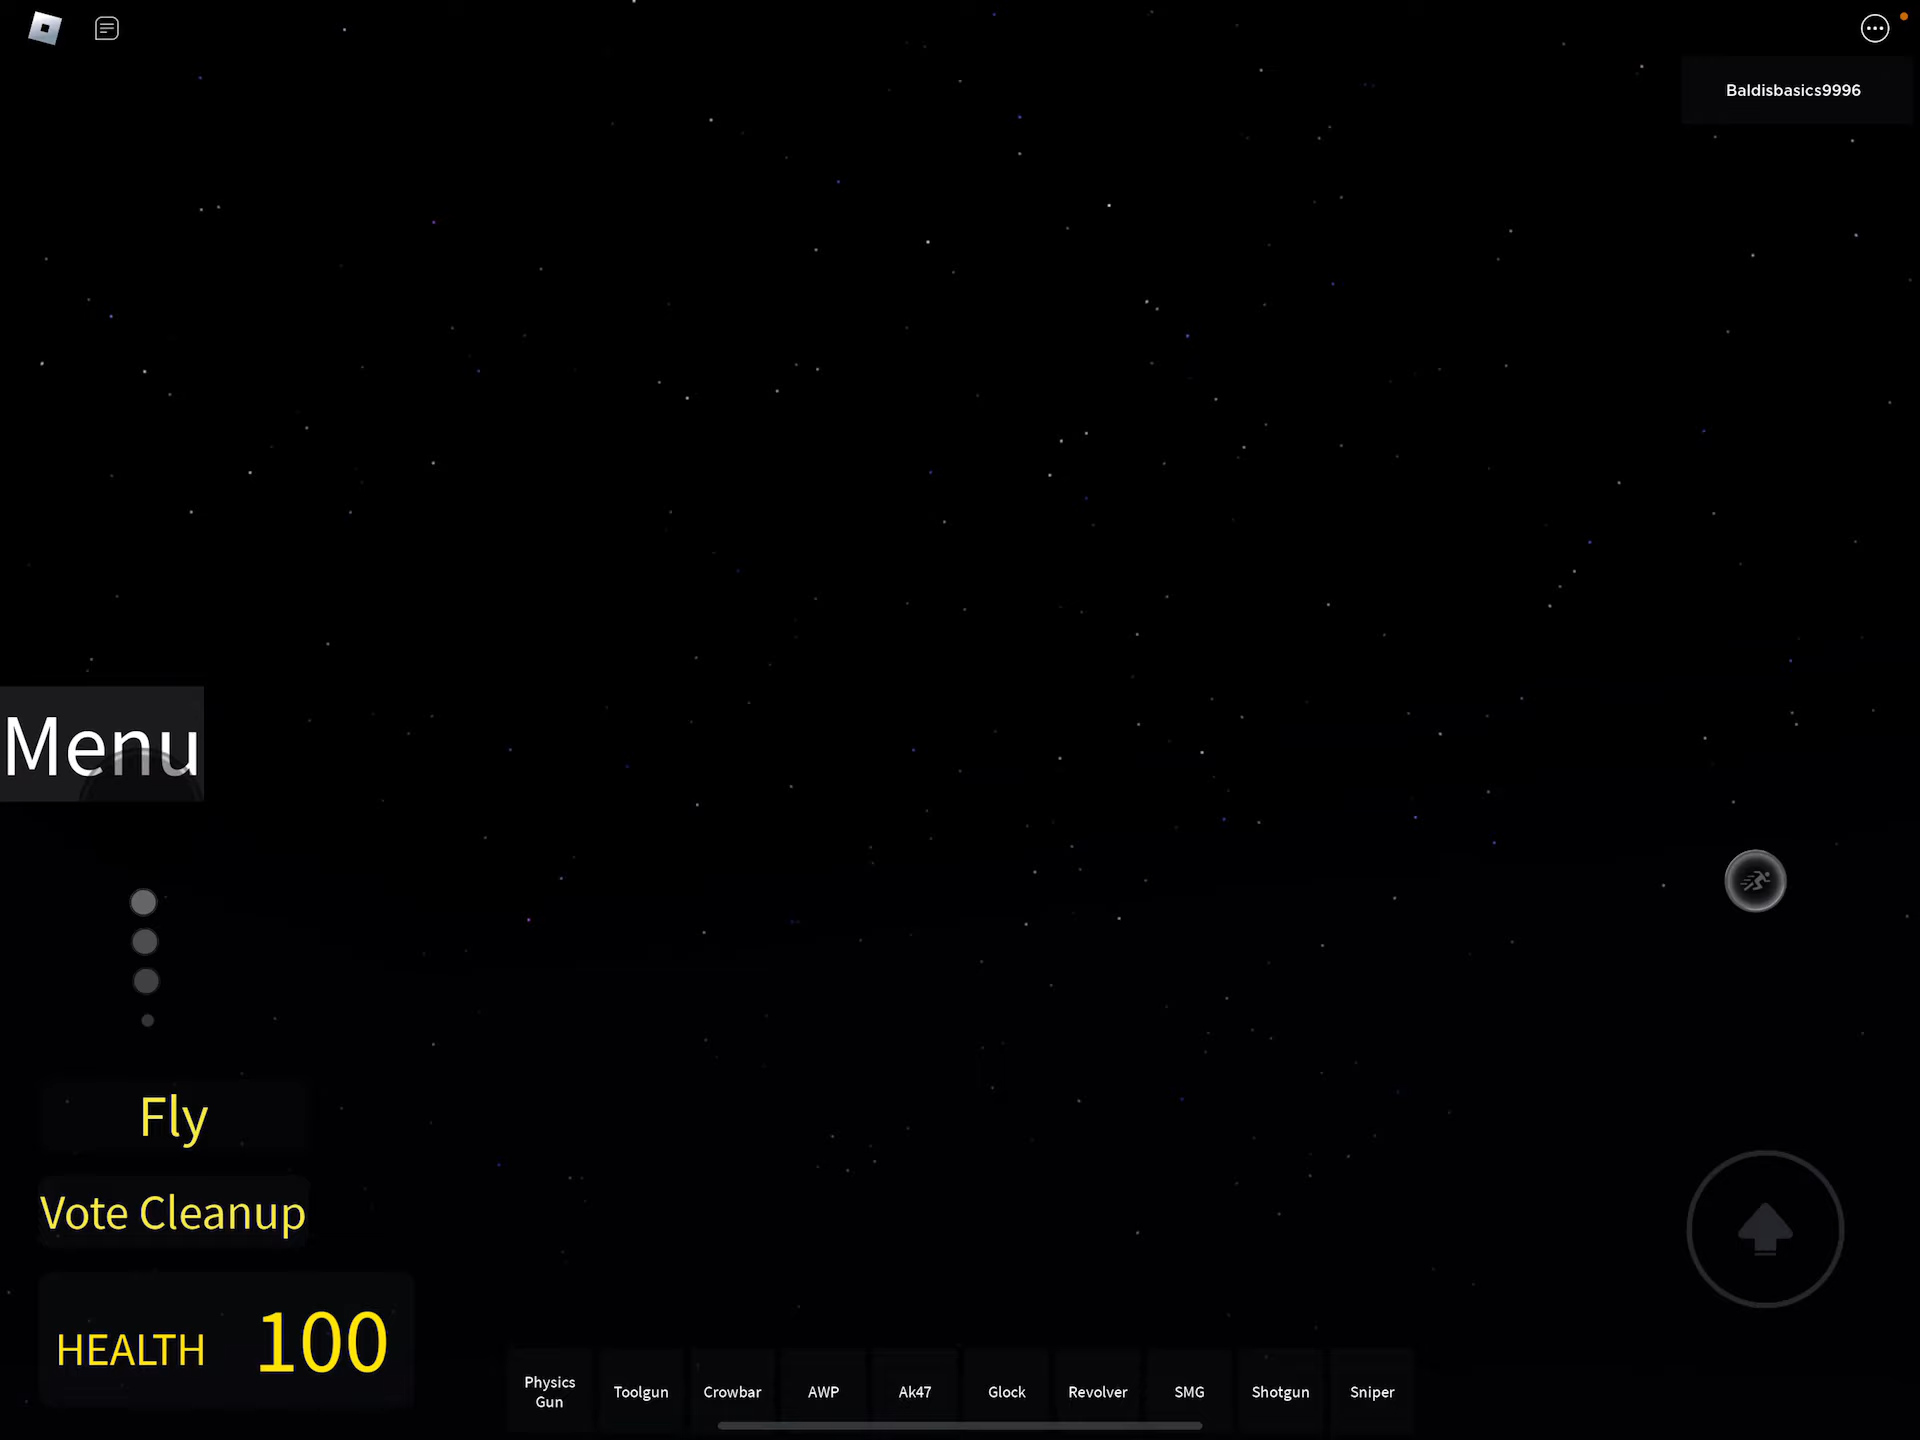 Baldisbasics9996
Menu
Fly
Vote Cleanup
HEALTH 100
Physics
Gun
Toolgun
Crowbar
AWP
Ak47
Glock
Revolver
SMG
Shotgun
Sniper